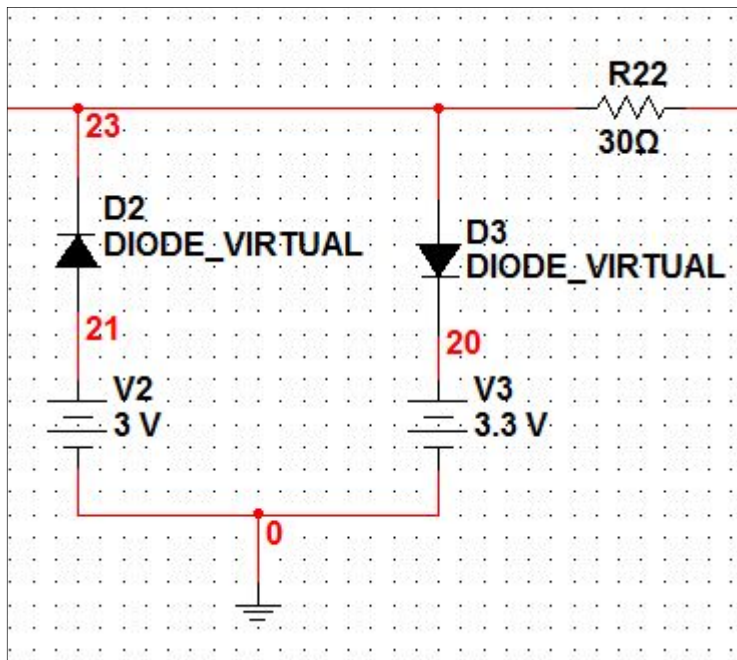 R22
30Ω
23
D2
DIODE_VIRTUAL
D3
DIODE_VIRTUAL
21
20
V2
3 V
V3
3.3 V
0